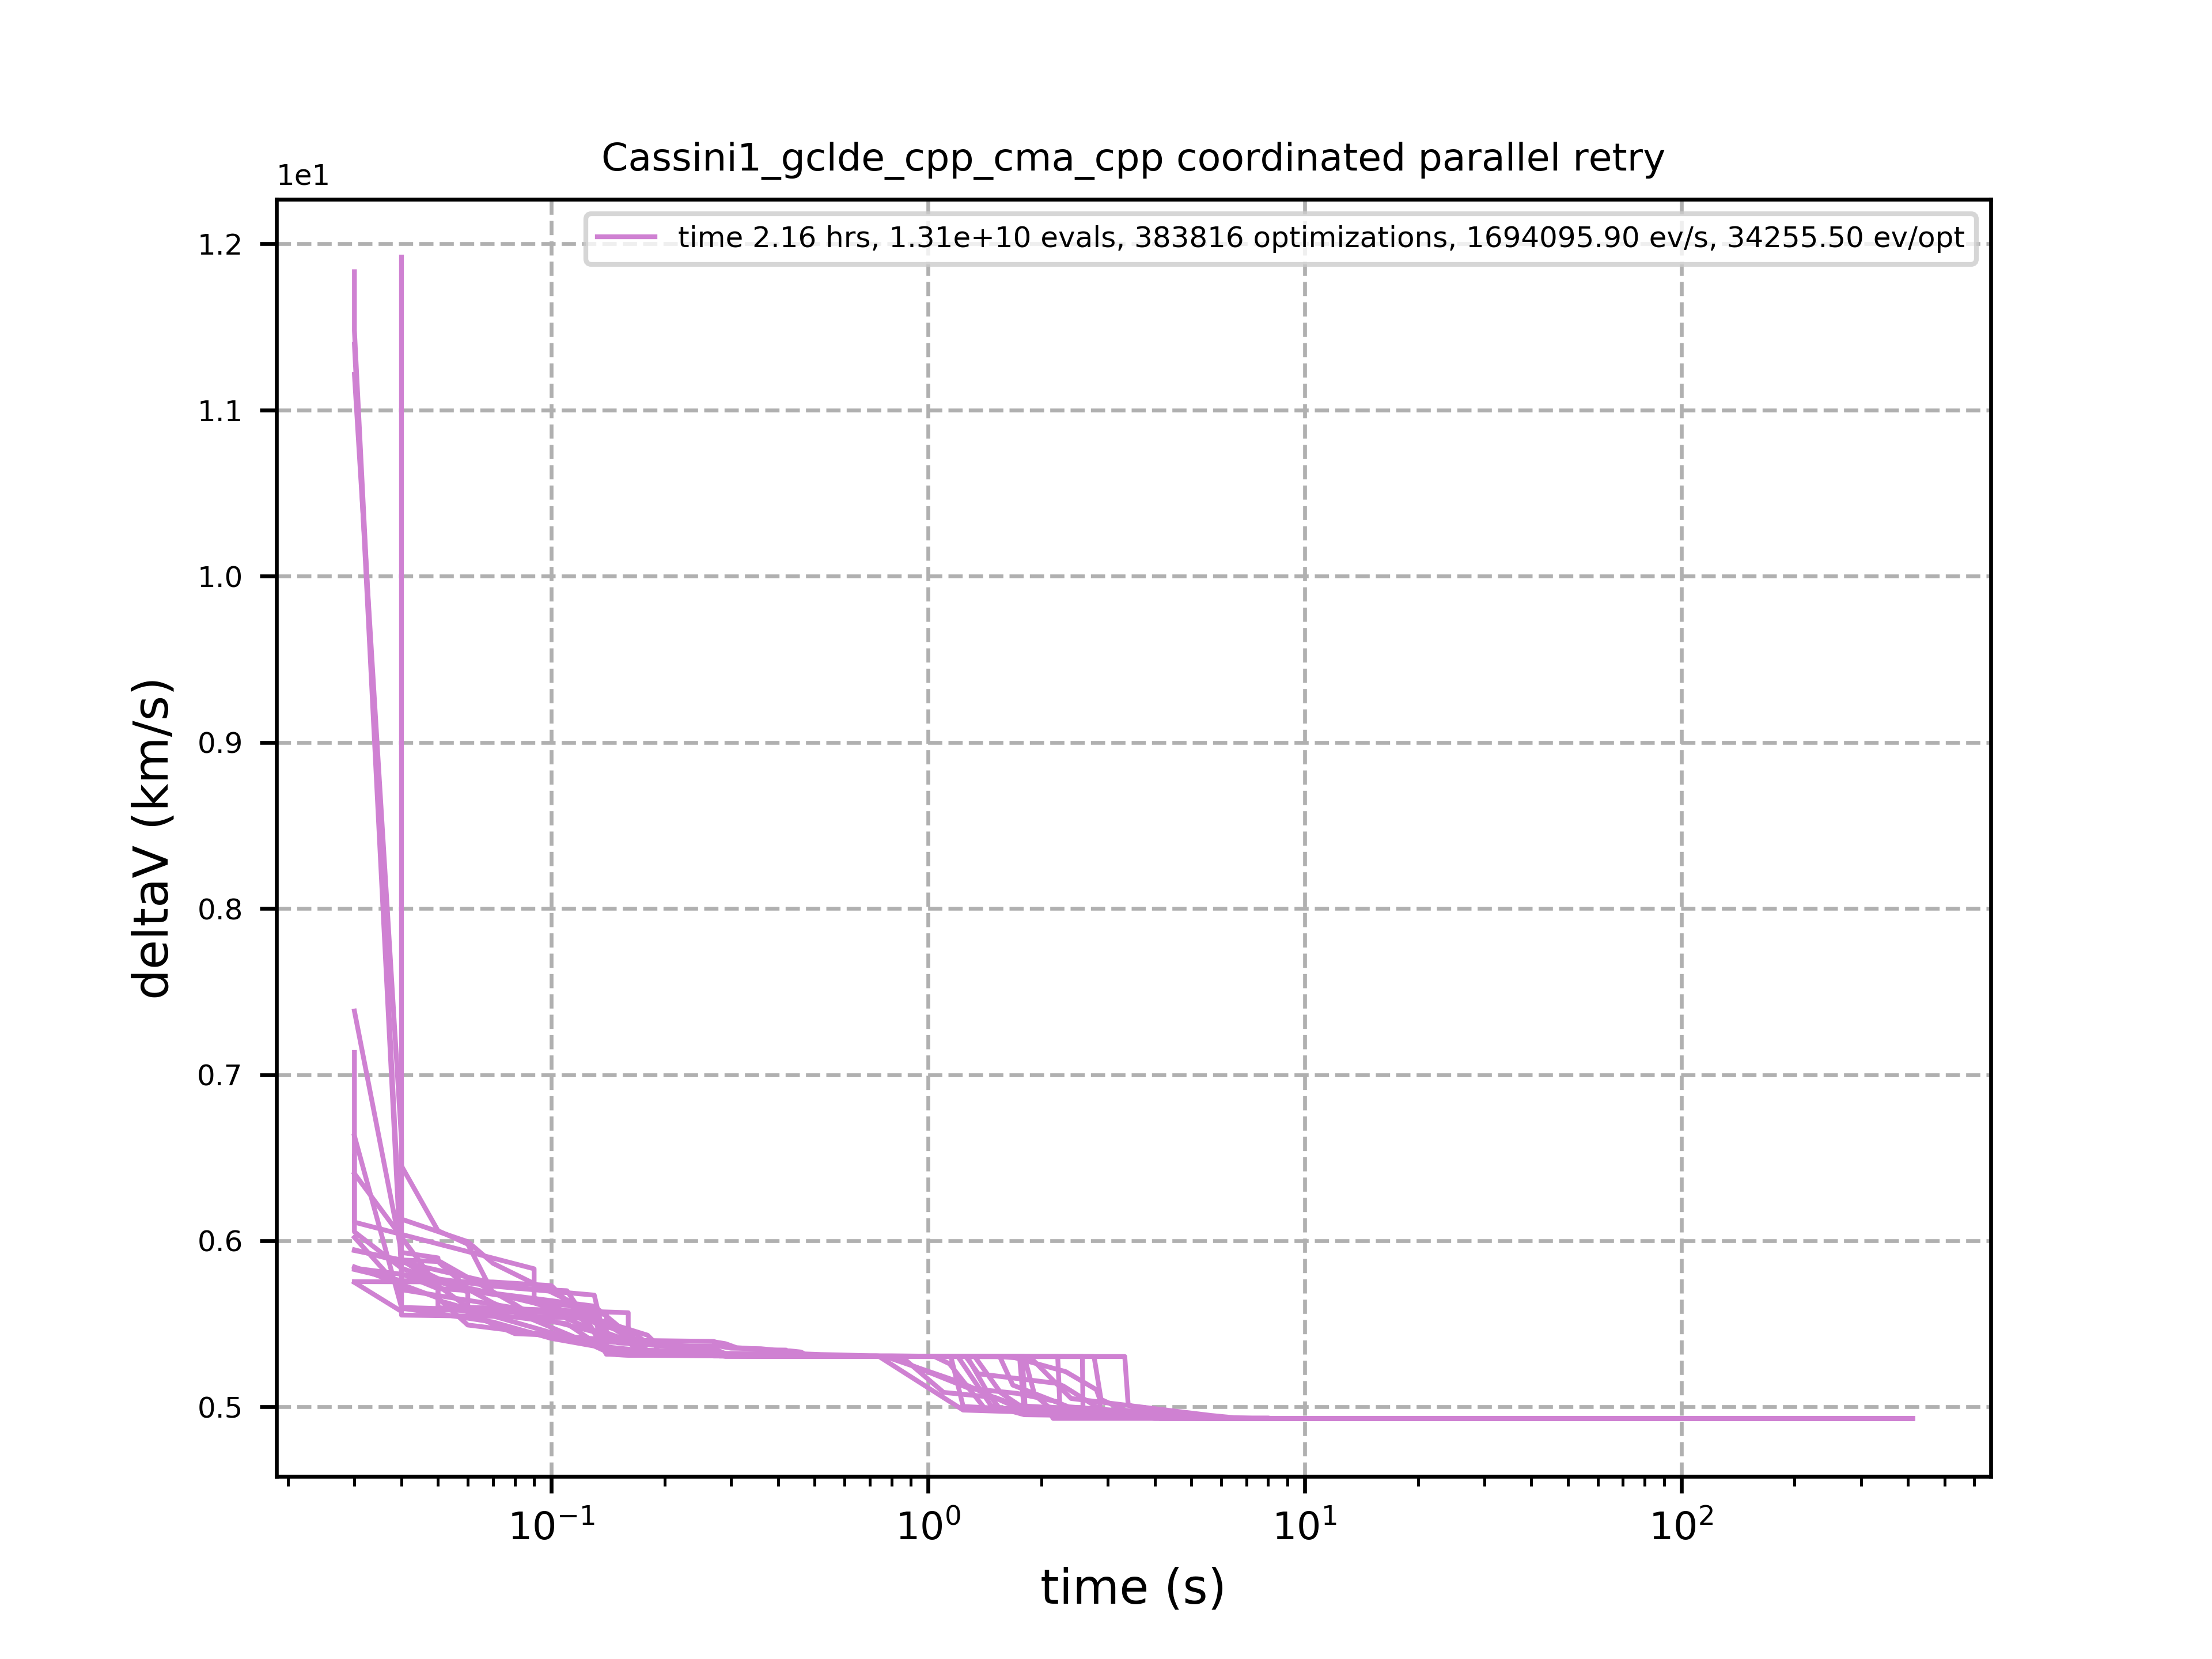 Cassini1_gclde_cpp_cma_cpp coordinated parallel retry
1e1
time 2.16 hrs, 1.31e+10 evals, 383816 optimizations, 1694095.90 ev/s, 34255.50 ev/opt
1.2
1.1
1.0
0.9
0.8
0.7
0.6
0.5
deltaV (km/s)
10⁻¹ 10⁰ 10¹ 10²
time (s)